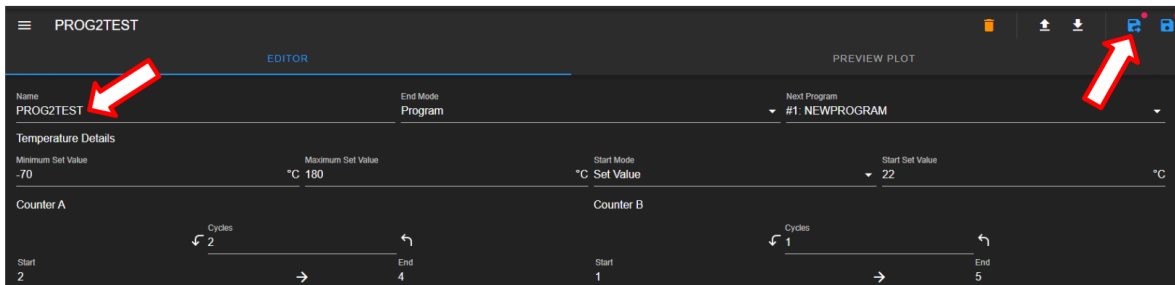 PROG2TEST
EDITOR PREVIEW PLOT
Name End Mode Next Program
PROG2TEST Program #1: NEWPROGRAM
Temperature Details
Minimum Set Value Maximum Set Value Start Mode Start Set Value
-70 °C 180 °C Set Value 22 °C
Counter A Counter B
Cycles Cycles
2 1
Start End Start End
2 4 1 5